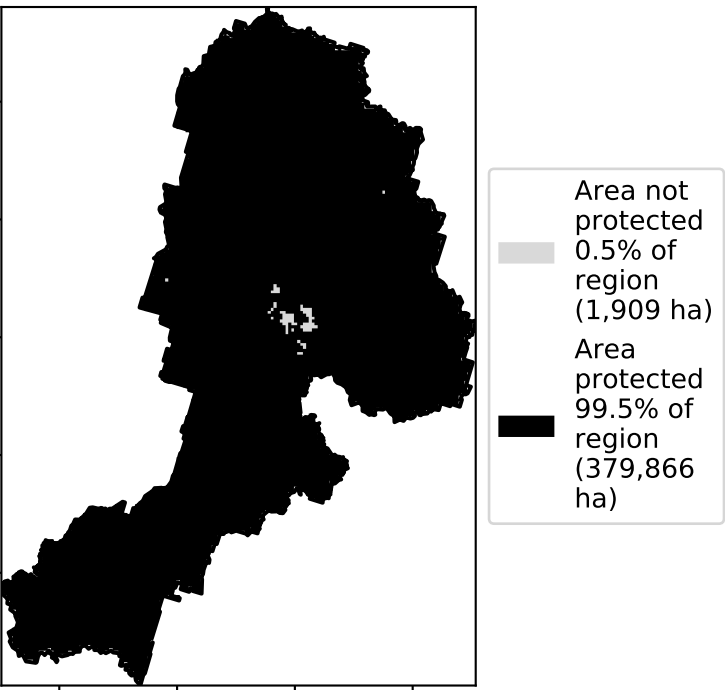 Area not
protected
0.5% of
region
(1,909 ha)
Area
protected
99.5% of
region
(379,866
ha)